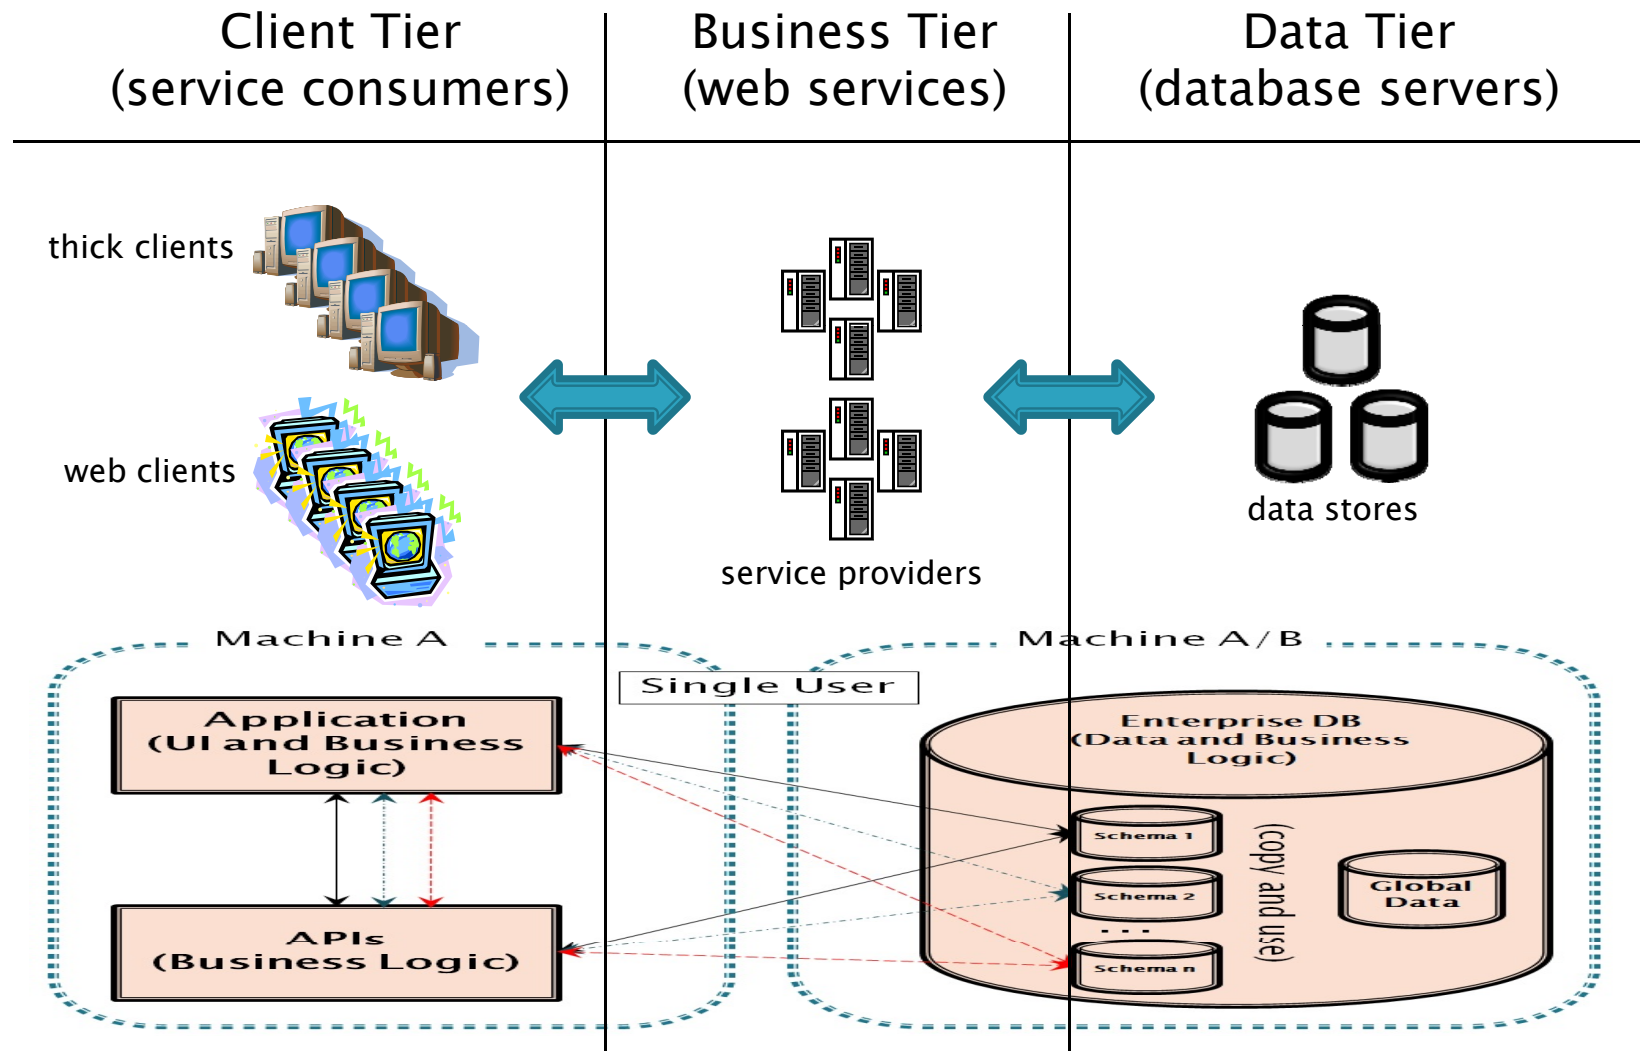 Client Tier
(service consumers)
Business Tier
(web services)
Data Tier
(database servers)
thick clients
web clients
service providers
data stores
Machine A
Machine A/B
Single User
Application
(UI and Business
Logic)
APIs
(Business Logic)
Enterprise DB
(Data and Business
Logic)
Schema 1
Schema 2
...
Schema n
(copy and use)
Global
Data